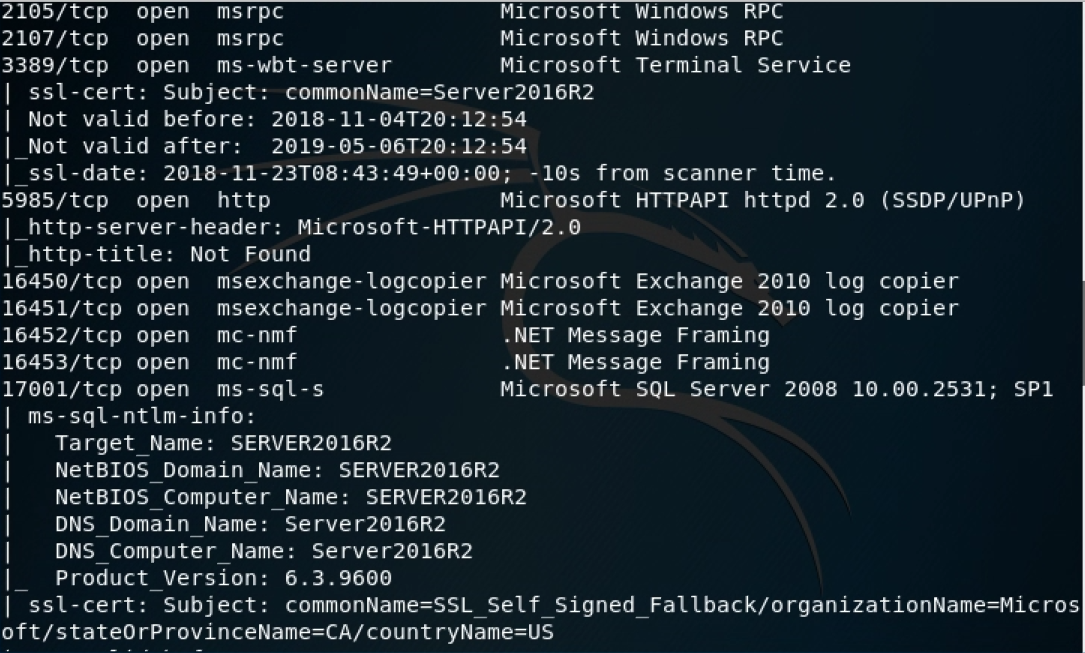 2105/tcp  open  msrpc                Microsoft Windows RPC
2107/tcp  open  msrpc                Microsoft Windows RPC
3389/tcp  open  ms-wbt-server        Microsoft Terminal Service
| ssl-cert: Subject: commonName=Server2016R2
| Not valid before: 2018-11-04T20:12:54
|_Not valid after:  2019-05-06T20:12:54
|_ssl-date: 2018-11-23T08:43:49+00:00; -10s from scanner time.
5985/tcp  open  http                 Microsoft HTTPAPI httpd 2.0 (SSDP/UPnP)
|_http-server-header: Microsoft-HTTPAPI/2.0
|_http-title: Not Found
16450/tcp open  msexchange-logcopier Microsoft Exchange 2010 log copier
16451/tcp open  msexchange-logcopier Microsoft Exchange 2010 log copier
16452/tcp open  mc-nmf               .NET Message Framing
16453/tcp open  mc-nmf               .NET Message Framing
17001/tcp open  ms-sql-s             Microsoft SQL Server 2008 10.00.2531; SP1
| ms-sql-ntlm-info:
|   Target_Name: SERVER2016R2
|   NetBIOS_Domain_Name: SERVER2016R2
|   NetBIOS_Computer_Name: SERVER2016R2
|   DNS_Domain_Name: Server2016R2
|   DNS_Computer_Name: Server2016R2
|_  Product_Version: 6.3.9600
| ssl-cert: Subject: commonName=SSL_Self_Signed_Fallback/organizationName=Micros
oft/stateOrProvinceName=CA/countryName=US